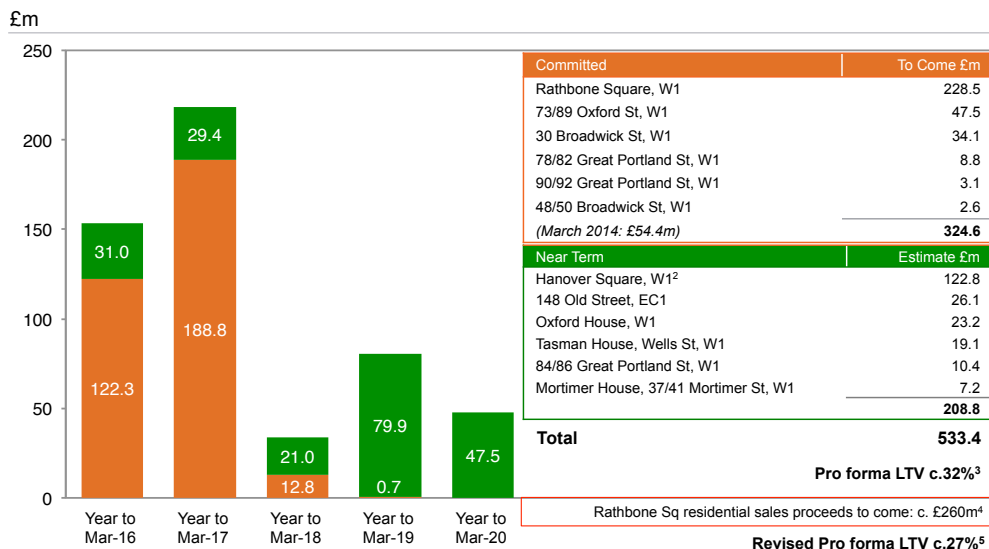 £m
250
200
150
100
50
0
31.0
122.3
29.4
188.8
21.0
12.8
79.9
0.7
47.5
Year to Mar-16
Year to Mar-17
Year to Mar-18
Year to Mar-19
Year to Mar-20
Committed To Come £m
Rathbone Square, W1 228.5
73/89 Oxford St, W1 47.5
30 Broadwick St, W1 34.1
78/82 Great Portland St, W1 8.8
90/92 Great Portland St, W1 3.1
48/50 Broadwick St, W1 2.6
(March 2014: £54.4m) 324.6
Near Term Estimate £m
Hanover Square, W1² 122.8
148 Old Street, EC1 26.1
Oxford House, W1 23.2
Tasman House, Wells St, W1 19.1
84/86 Great Portland St, W1 10.4
Mortimer House, 37/41 Mortimer St, W1 7.2
208.8
Total 533.4
Pro forma LTV c.32%³
Rathbone Sq residential sales proceeds to come: c. £260m⁴
Revised Pro forma LTV c.27%⁵